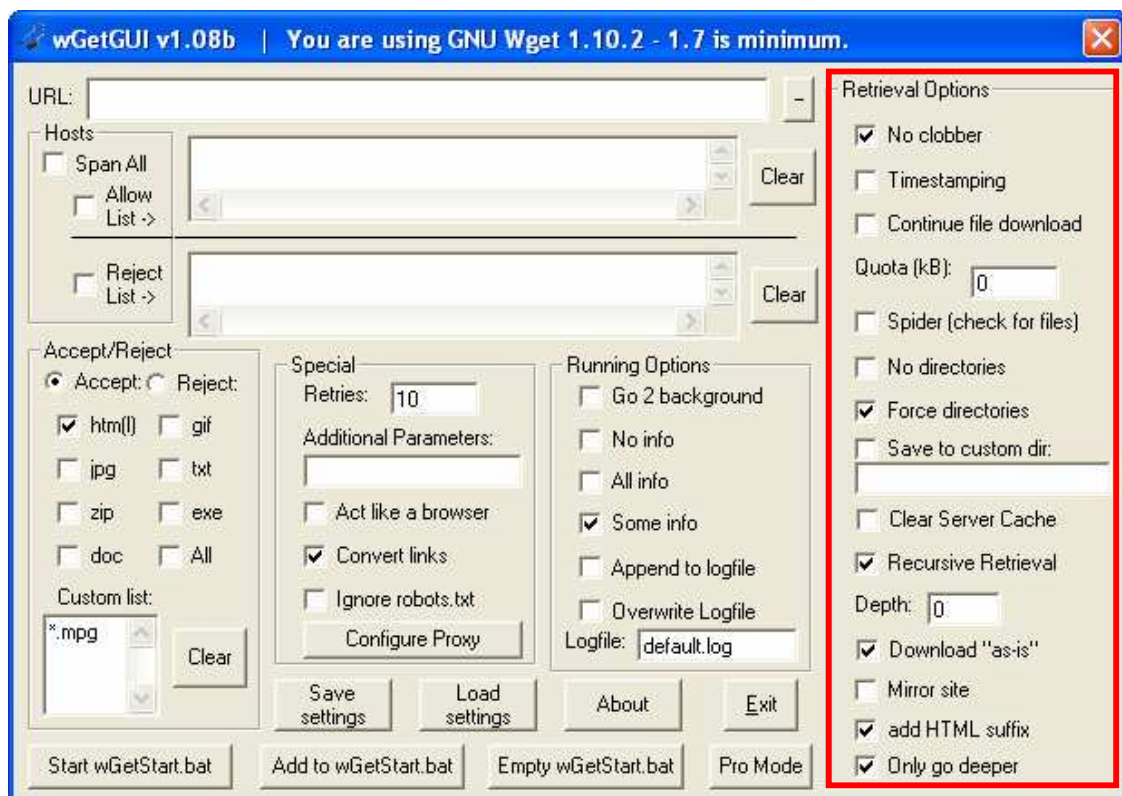 wGetGUI v1.08b | You are using GNU Wget 1.10.2 - 1.7 is minimum.
URL:
-
Hosts
Span All
Allow
List ->
Clear
Reject
List ->
Clear
Accept/Reject
Accept: Reject:
htm(l) gif
jpg txt
zip exe
doc All
Custom list:
*.mpg
Clear
Special
Retries: 10
Additional Parameters:
Act like a browser
Convert links
Ignore robots.txt
Configure Proxy
Running Options
Go 2 background
No info
All info
Some info
Append to logfile
Overwrite Logfile
Logfile: default.log
Save
settings
Load
settings
About
Exit
Start wGetStart.bat
Add to wGetStart.bat
Empty wGetStart.bat
Pro Mode
Retrieval Options
No clobber
Timestamping
Continue file download
Quota (kB): 0
Spider (check for files)
No directories
Force directories
Save to custom dir:
Clear Server Cache
Recursive Retrieval
Depth: 0
Download "as-is"
Mirror site
add HTML suffix
Only go deeper